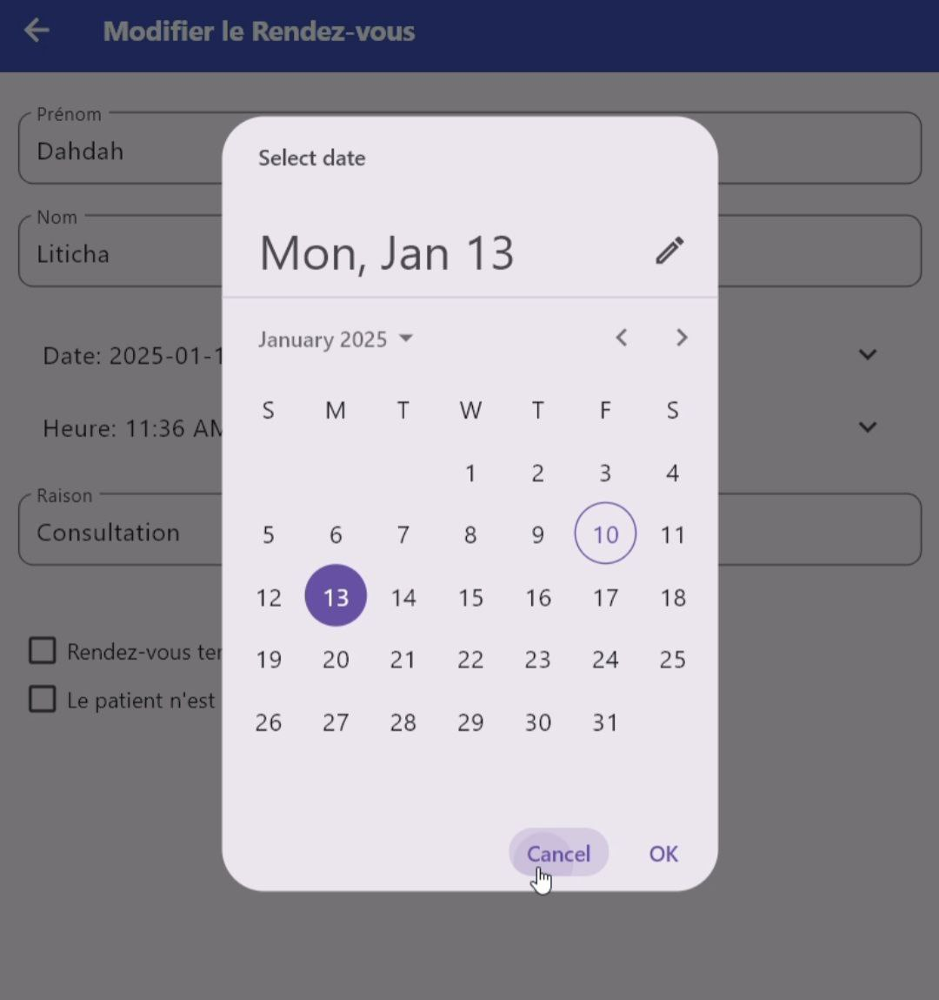 Modifier le Rendez-vous
Prénom
Dahdah
Nom
Liticha
Date: 2025-01-1
Heure: 11:36 AM
Raison
Consultation
Rendez-vous ter
Le patient n'est
Select date
Mon, Jan 13
January 2025
S M T W T F S
1 2 3 4
5 6 7 8 9 10 11
12 13 14 15 16 17 18
19 20 21 22 23 24 25
26 27 28 29 30 31
Cancel OK